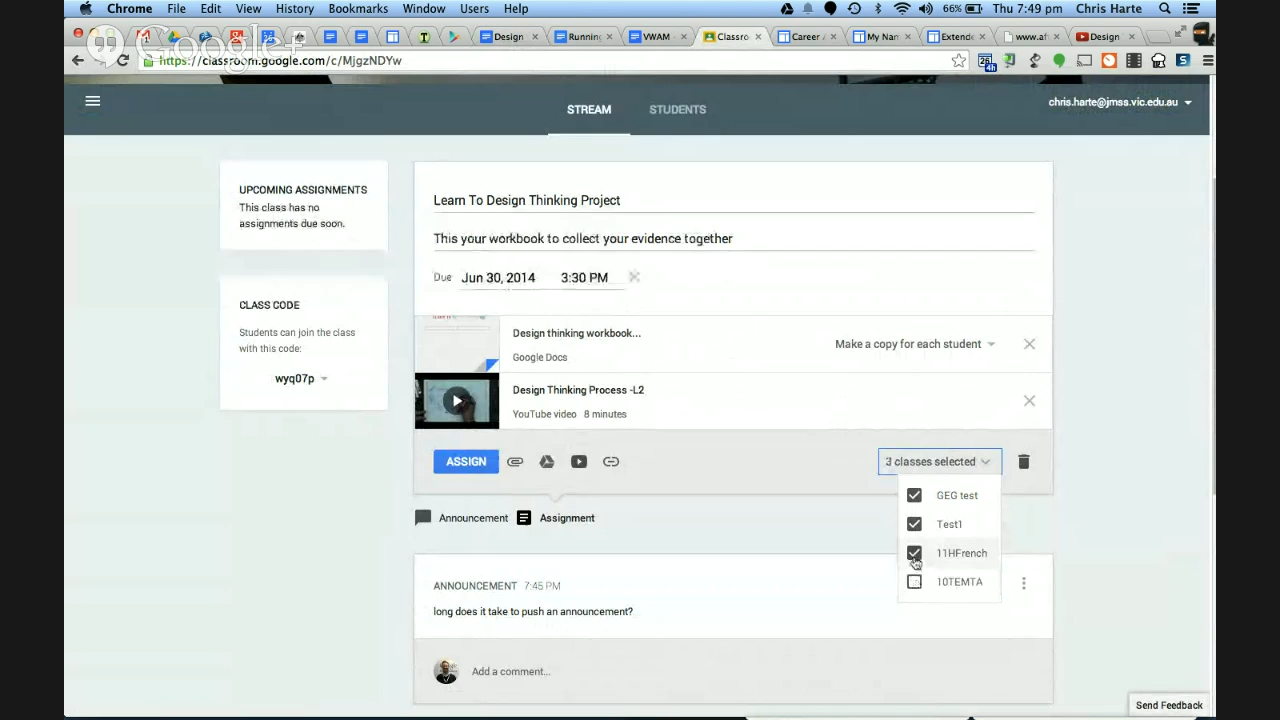 Chrome File Edit View History Bookmarks Window Users Help 66% Thu 7:49 pm Chris Harte
Google+
Design Running VWAM - Classro Career / My Nam Extende www.af Design
https://classroom.google.com/c/MjgzNDYw
STREAM STUDENTS chris.harte@jmss.vic.edu.au
UPCOMING ASSIGNMENTS
This class has no
assignments due soon.
CLASS CODE
Students can join the class
with this code:
wyq07p
Learn To Design Thinking Project
This your workbook to collect your evidence together
Due Jun 30, 2014 3:30 PM
Design thinking workbook...
Google Docs
Make a copy for each student
Design Thinking Process -L2
YouTube video 8 minutes
ASSIGN 3 classes selected
GEG test
Test1
11HFrench
10TEMTA
Announcement Assignment
ANNOUNCEMENT 7:45 PM
long does it take to push an announcement?
Add a comment...
Send Feedback